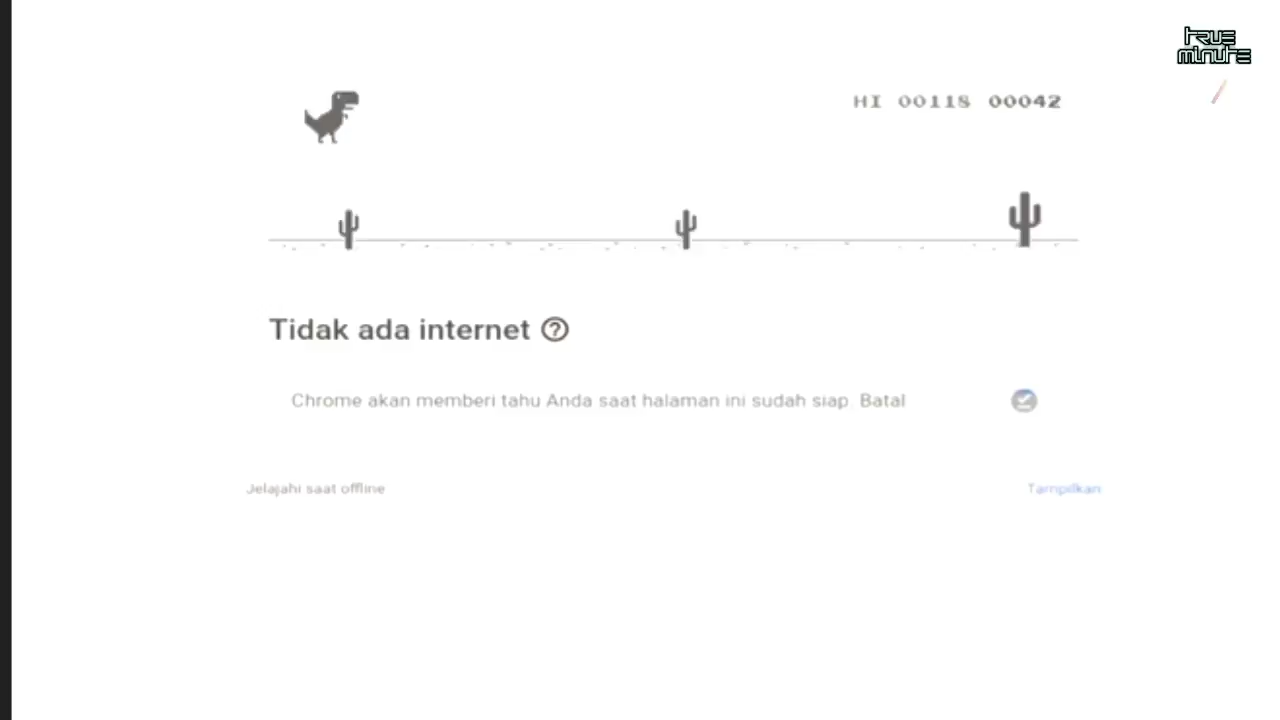 true
minute
HI 00118 00042
Tidak ada internet
Chrome akan memberi tahu Anda saat halaman ini sudah siap. Batal
Jelajahi saat offline
Tampilkan